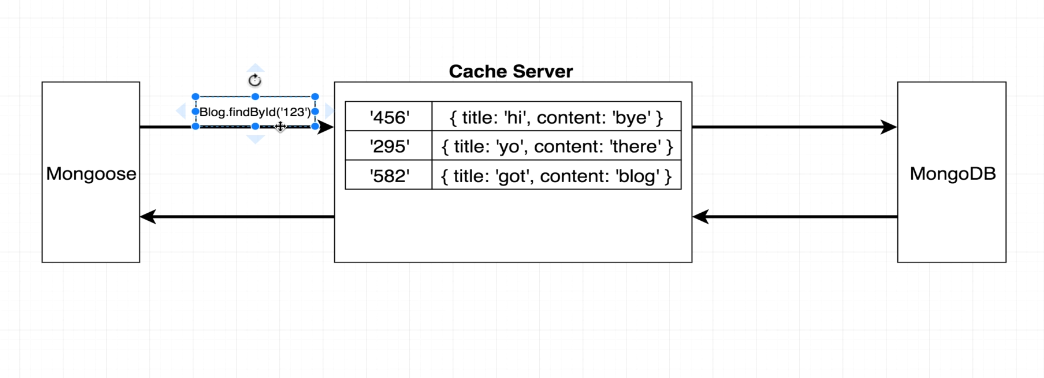 Cache Server
Blog.findById('123')
'456' { title: 'hi', content: 'bye' }
'295' { title: 'yo', content: 'there' }
'582' { title: 'got', content: 'blog' }
Mongoose
MongoDB